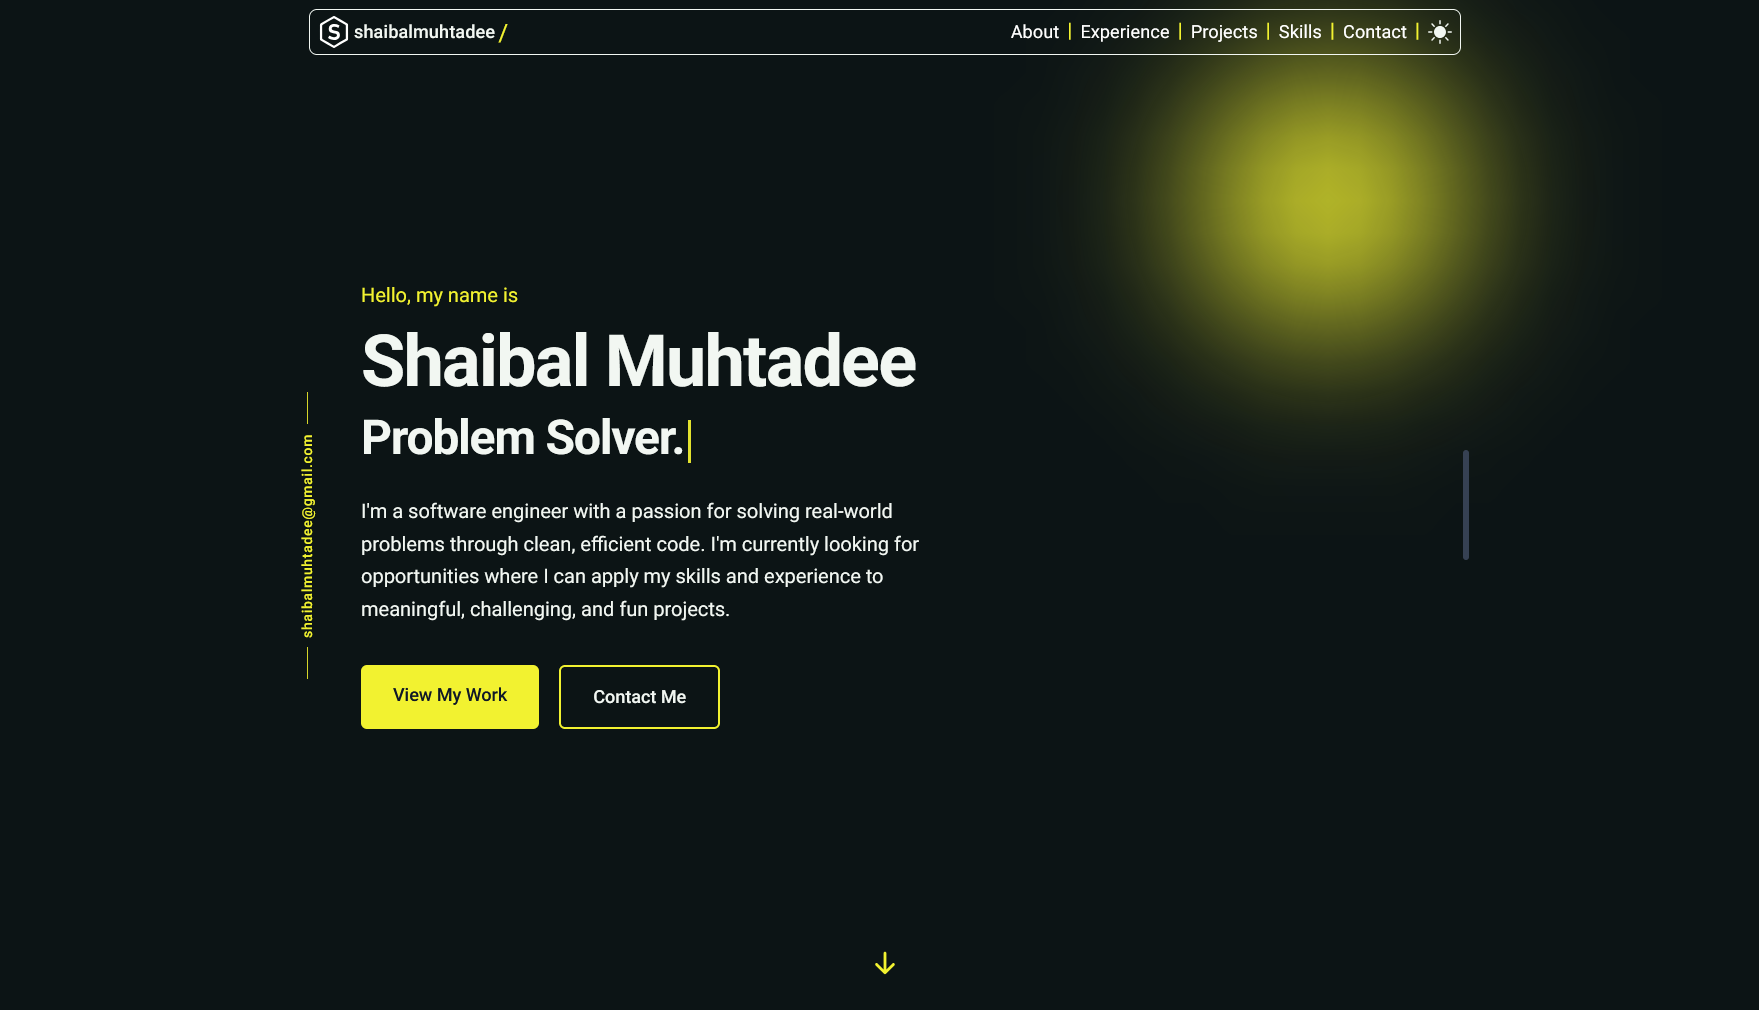 shaibalmuhtadee /
About | Experience | Projects | Skills | Contact |
Hello, my name is
Shaibal Muhtadee
Problem Solver.
I'm a software engineer with a passion for solving real-world
problems through clean, efficient code. I'm currently looking for
opportunities where I can apply my skills and experience to
meaningful, challenging, and fun projects.
View My Work
Contact Me
shaibalmuhtadee@gmail.com